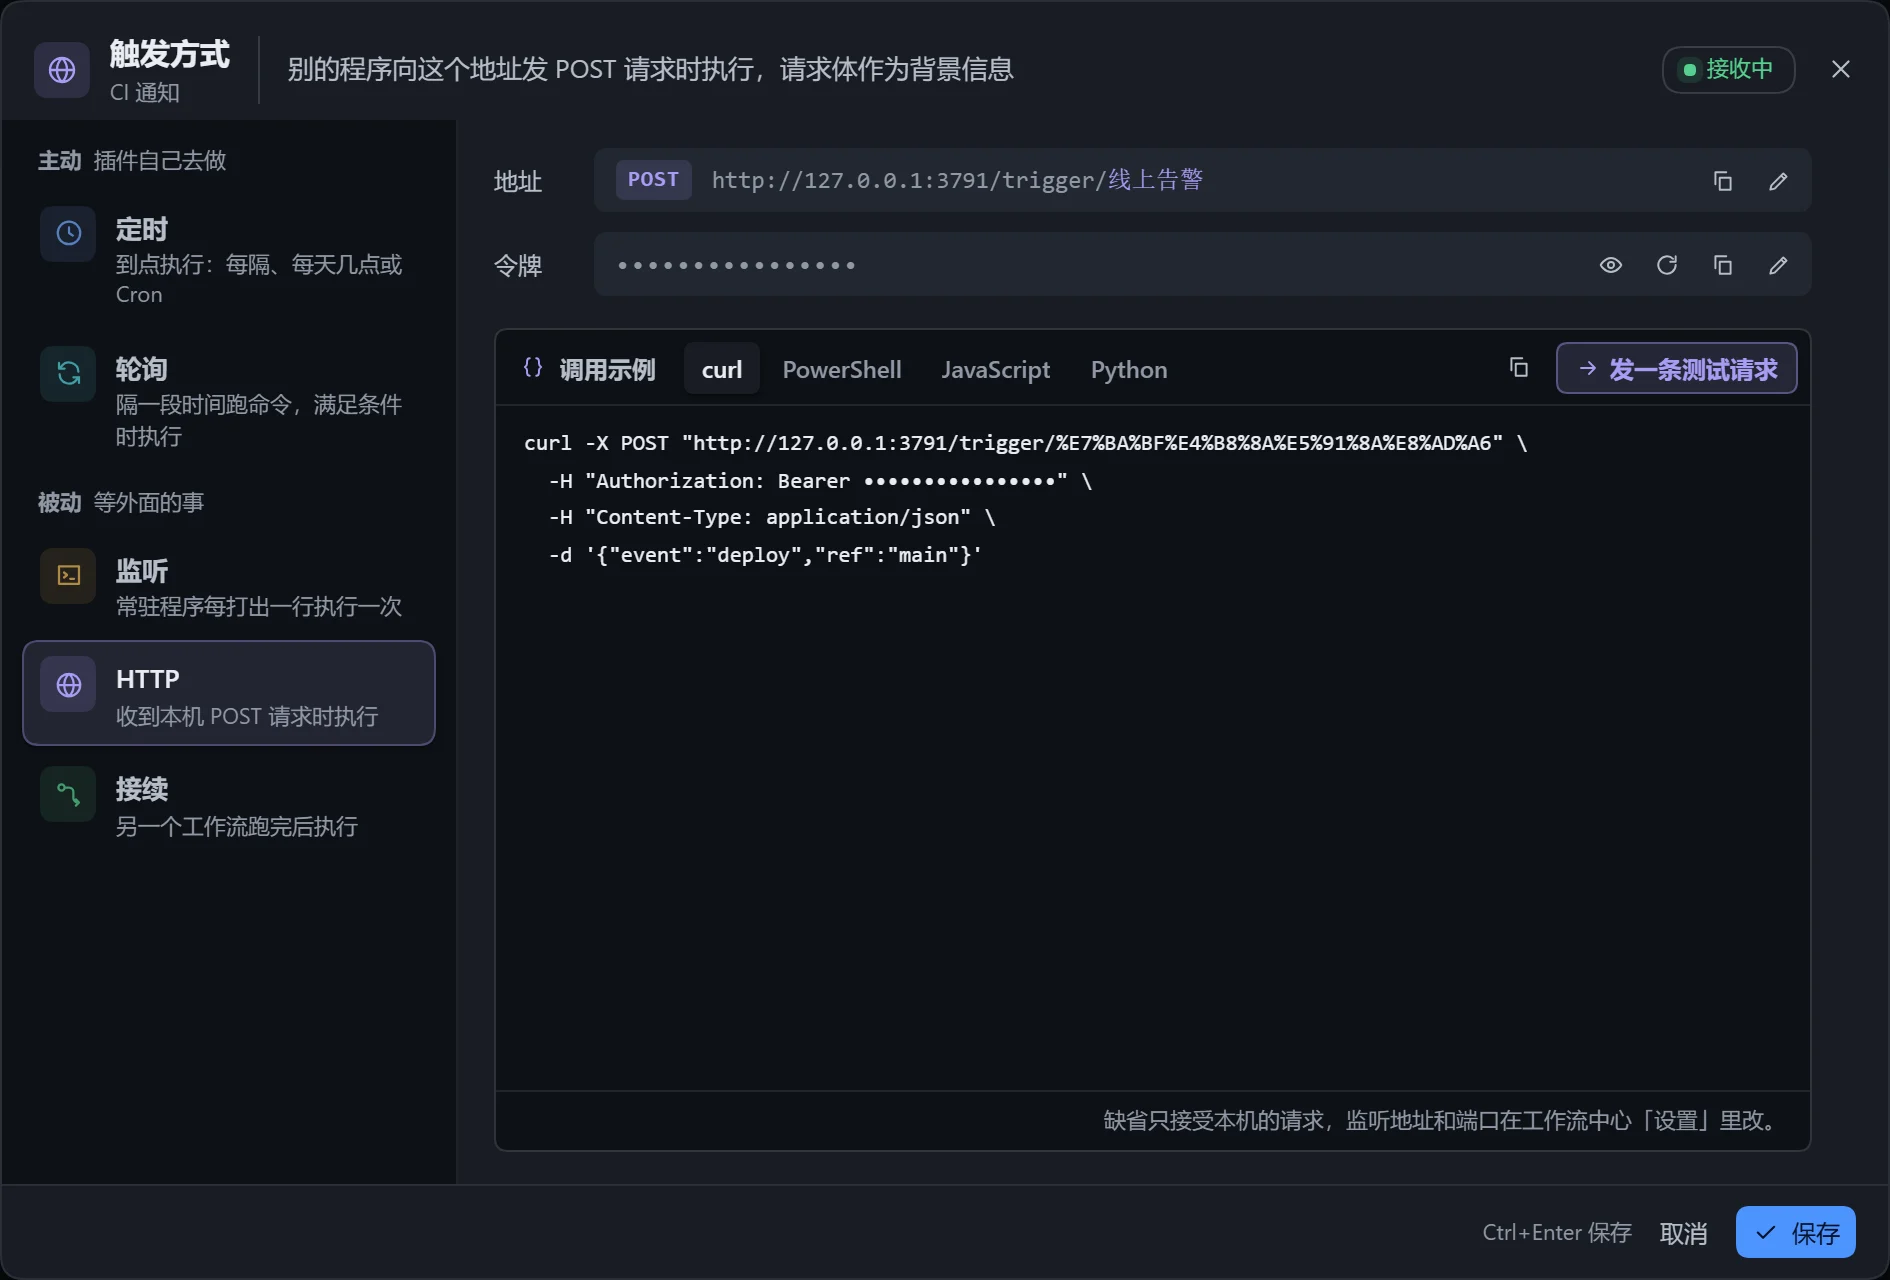 触发方式
CI 通知
别的程序向这个地址发 POST 请求时执行，请求体作为背景信息
接收中
主动 插件自己去做
定时
到点执行：每隔、每天几点或
Cron
轮询
隔一段时间跑命令，满足条件
时执行
被动 等外面的事
监听
常驻程序每打出一行执行一次
HTTP
收到本机 POST 请求时执行
接续
另一个工作流跑完后执行
地址
POST http://127.0.0.1:3791/trigger/线上告警
令牌 ••••••••••••••••
{} 调用示例 curl PowerShell JavaScript Python
→ 发一条测试请求
curl -X POST "http://127.0.0.1:3791/trigger/%E7%BA%BF%E4%B8%8A%E5%91%8A%E8%AD%A6" \
-H "Authorization: Bearer ••••••••••••••••" \
-H "Content-Type: application/json" \
-d '{"event":"deploy","ref":"main"}'
缺省只接受本机的请求，监听地址和端口在工作流中心「设置」里改。
Ctrl+Enter 保存 取消 保存